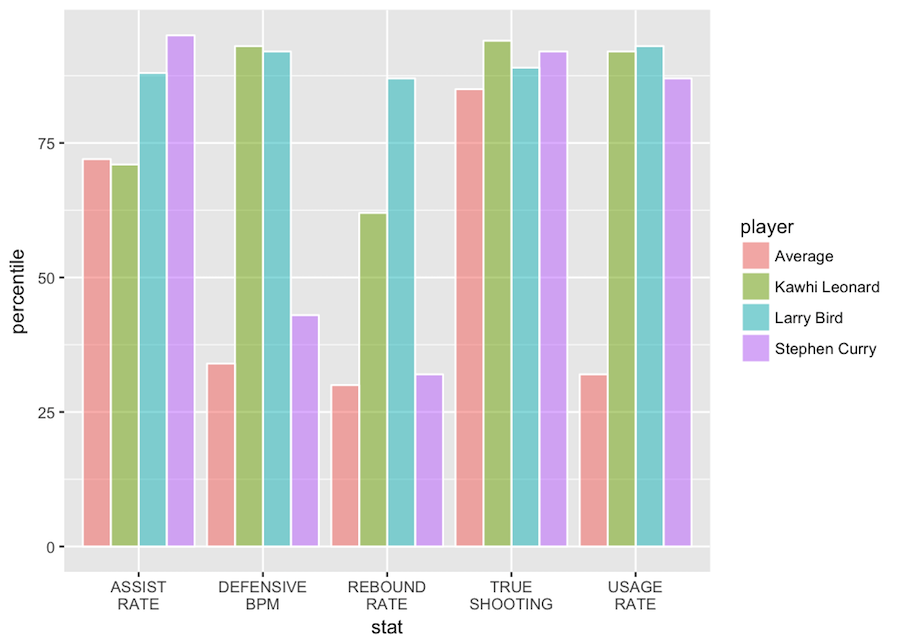 75
50
25
0
percentile
ASSIST
RATE
DEFENSIVE
BPM
REBOUND
RATE
TRUE
SHOOTING
USAGE
RATE
stat
player
Average
Kawhi Leonard
Larry Bird
Stephen Curry